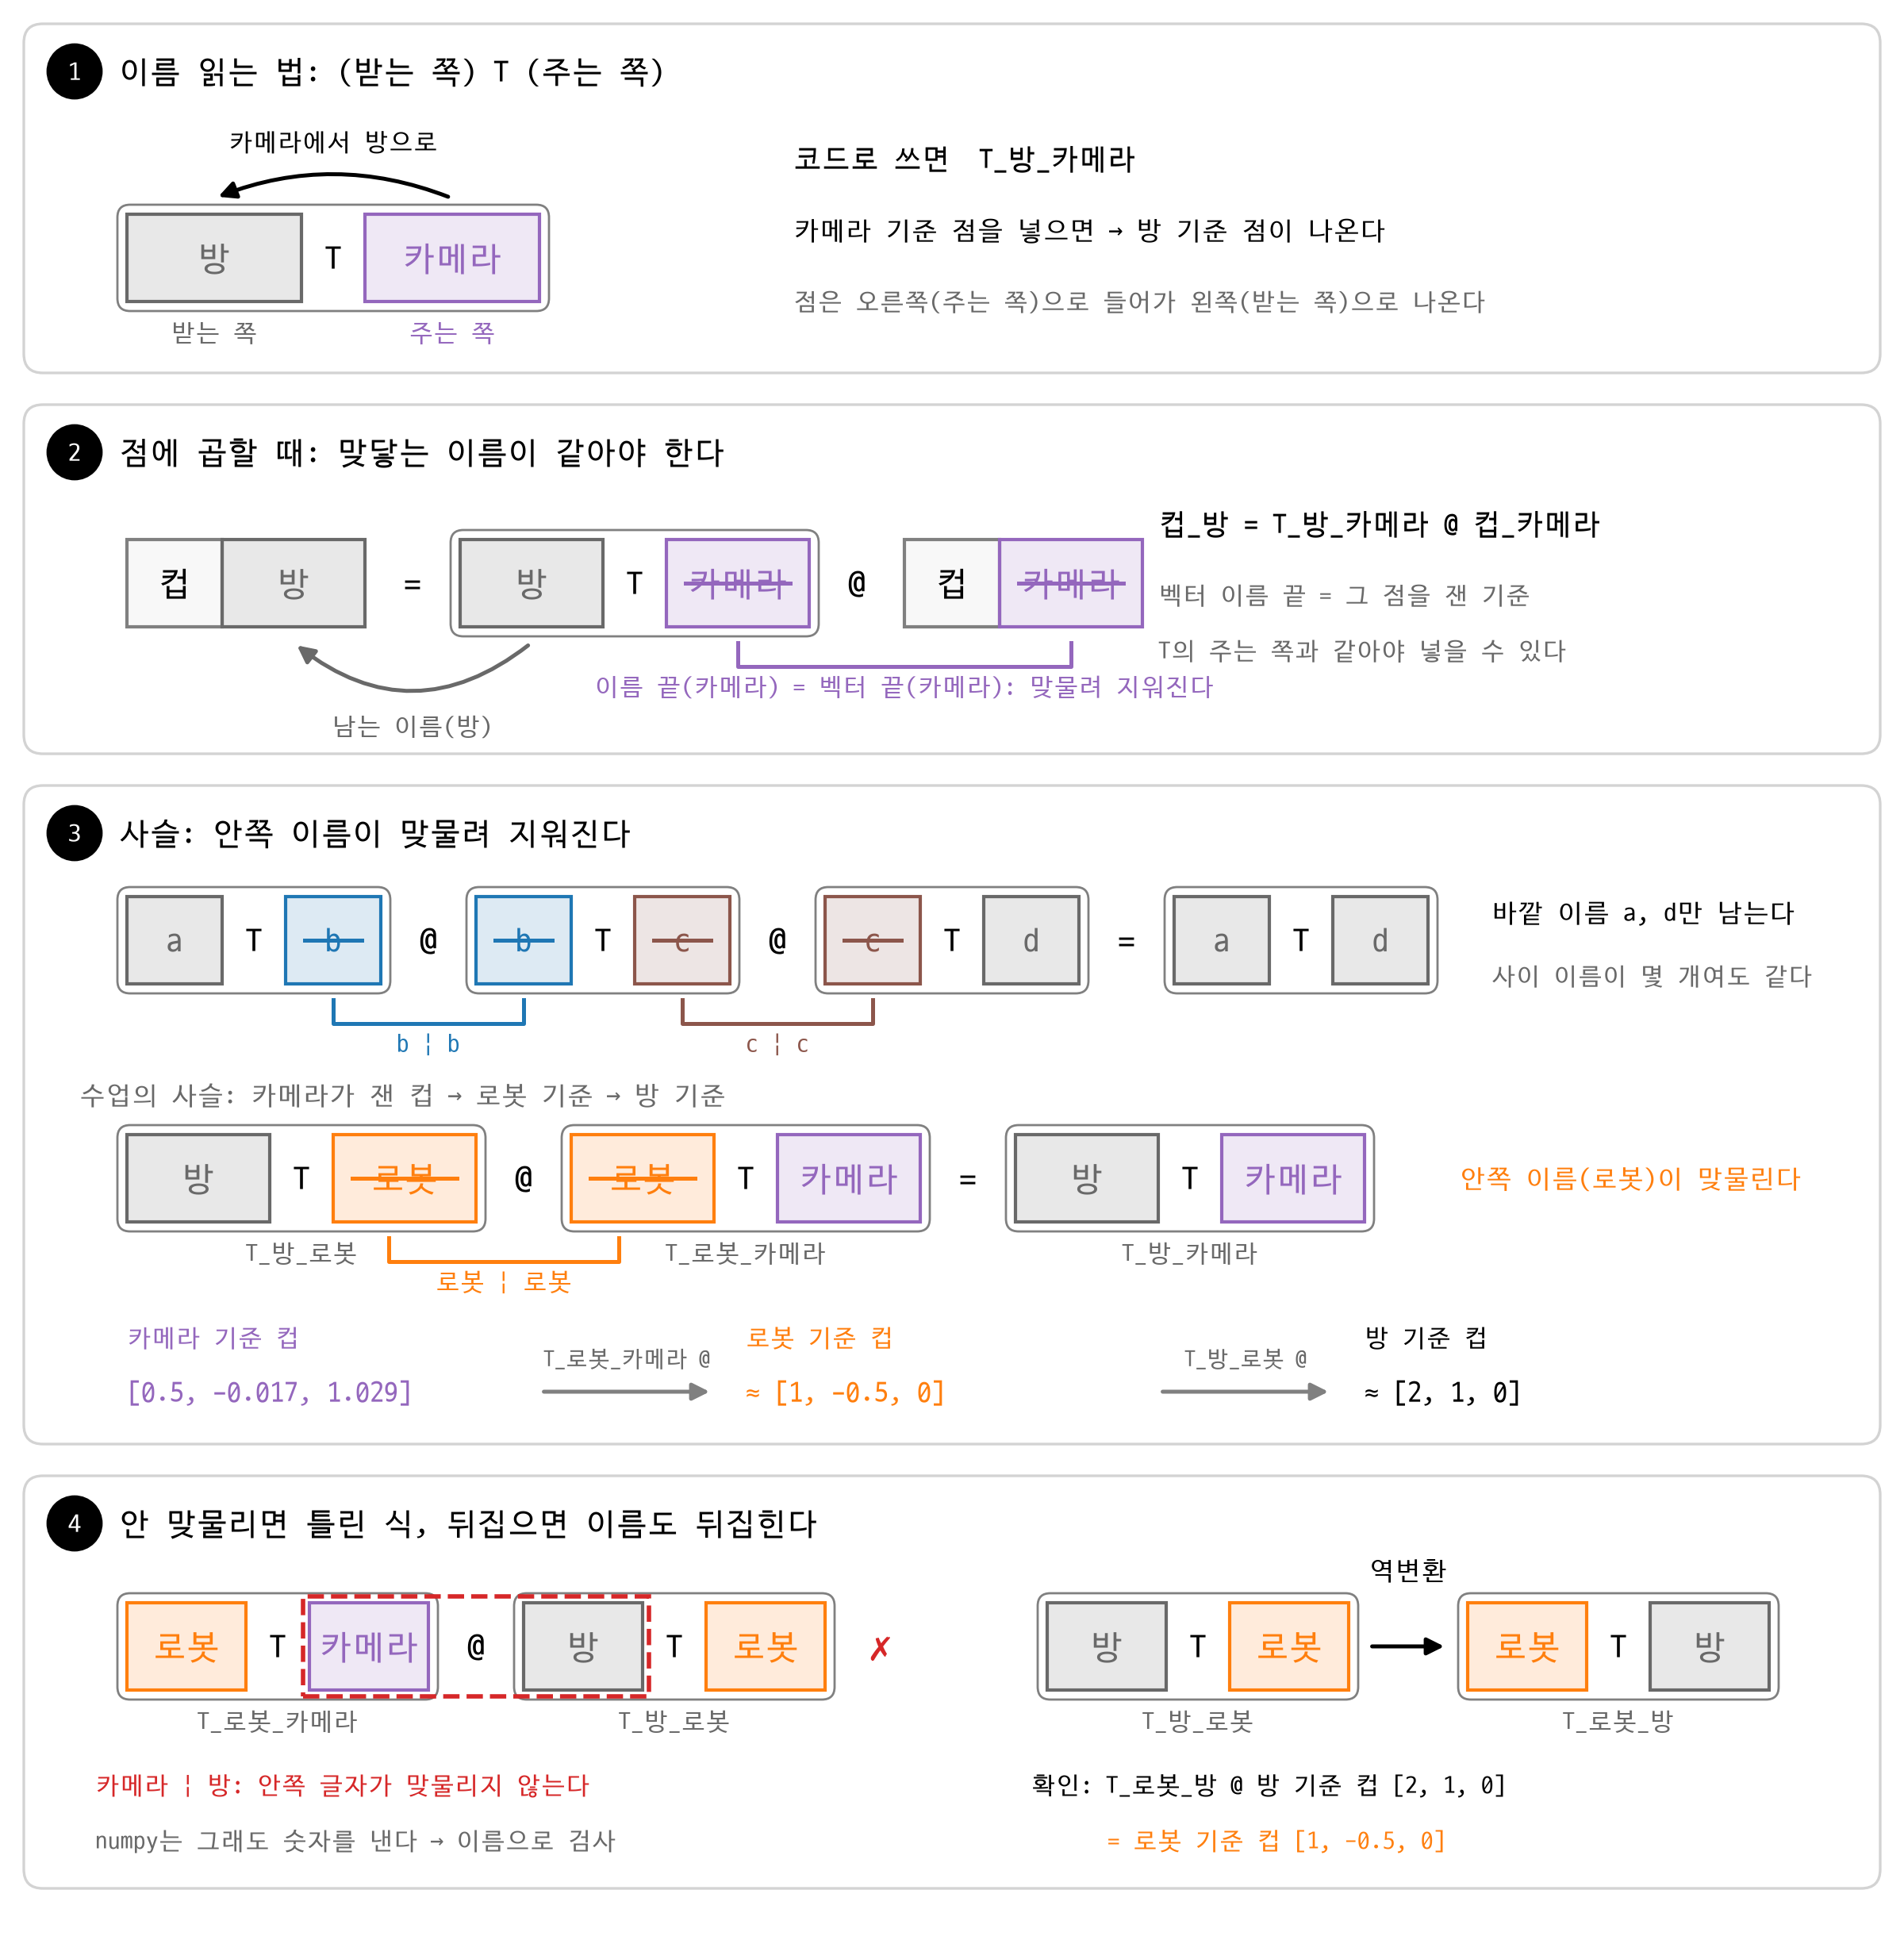 1 이름 읽는 법: (받는 쪽) T (주는 쪽)
카메라에서 방으로
방 T 카메라
받는 쪽 주는 쪽
코드로 쓰면 T_방_카메라
카메라 기준 점을 넣으면 → 방 기준 점이 나온다
점은 오른쪽(주는 쪽)으로 들어가 왼쪽(받는 쪽)으로 나온다
2 점에 곱할 때: 맞닿는 이름이 같아야 한다
컵 방 = 방 T 카메라 @ 컵 카메라
이름 끝(카메라) = 벡터 끝(카메라): 맞물려 지워진다
남는 이름(방)
컵_방 = T_방_카메라 @ 컵_카메라
벡터 이름 끝 = 그 점을 잰 기준
T의 주는 쪽과 같아야 넣을 수 있다
3 사슬: 안쪽 이름이 맞물려 지워진다
a T b @ b T c @ c T d = a T d
b ¦ b c ¦ c
바깥 이름 a, d만 남는다
사이 이름이 몇 개여도 같다
수업의 사슬: 카메라가 잰 컵 → 로봇 기준 → 방 기준
방 T 로봇 @ 로봇 T 카메라 = 방 T 카메라
안쪽 이름(로봇)이 맞물린다
T_방_로봇 T_로봇_카메라 T_방_카메라
로봇 ¦ 로봇
카메라 기준 컵 로봇 기준 컵 방 기준 컵
T_로봇_카메라 @ T_방_로봇 @
[0.5, −0.017, 1.029] ≈ [1, −0.5, 0] ≈ [2, 1, 0]
4 안 맞물리면 틀린 식, 뒤집으면 이름도 뒤집힌다
로봇 T 카메라 @ 방 T 로봇 ✗
T_로봇_카메라 T_방_로봇
카메라 ¦ 방: 안쪽 글자가 맞물리지 않는다
numpy는 그래도 숫자를 낸다 → 이름으로 검사
역변환
방 T 로봇 로봇 T 방
T_방_로봇 T_로봇_방
확인: T_로봇_방 @ 방 기준 컵 [2, 1, 0]
= 로봇 기준 컵 [1, −0.5, 0]